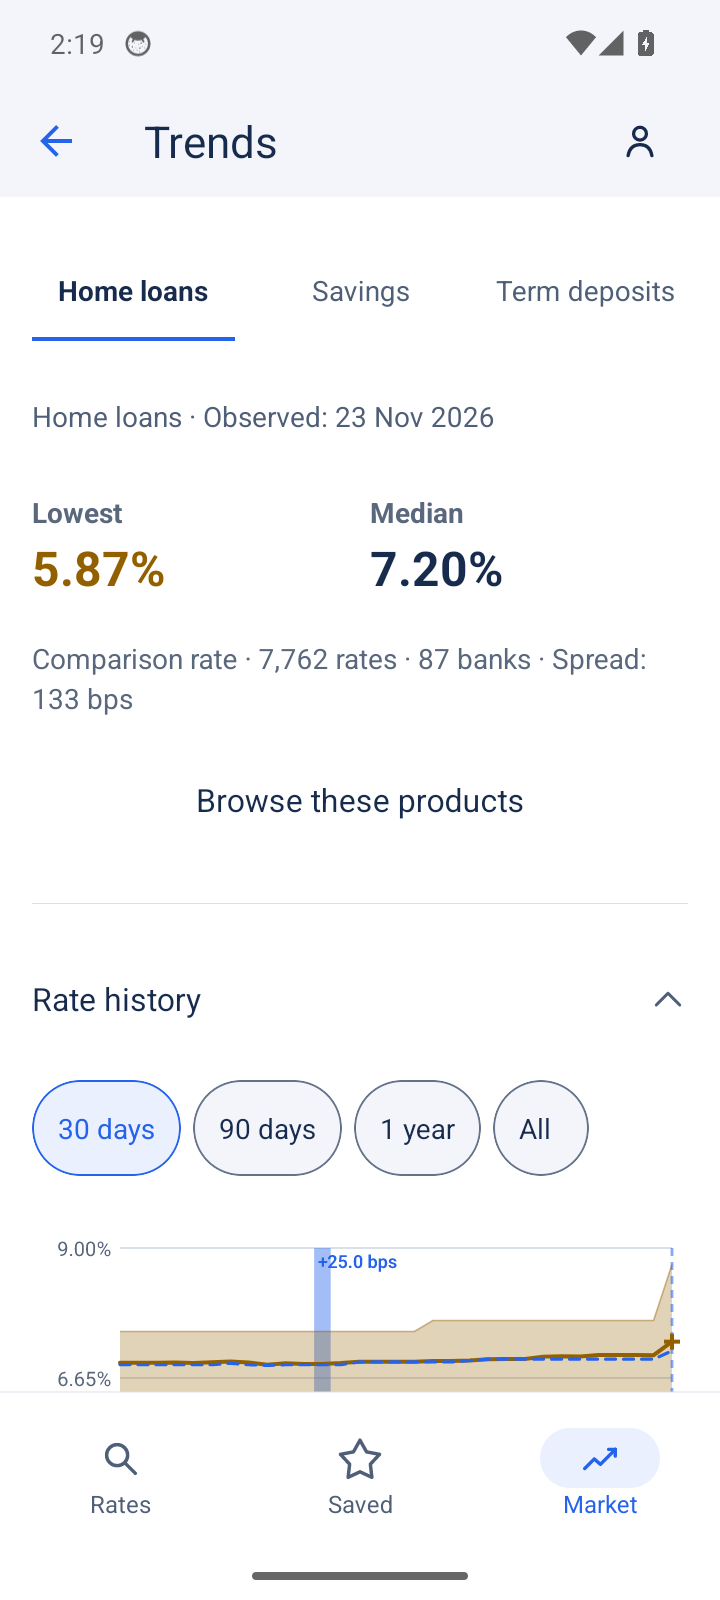 2:19
Trends
Home loans
Savings
Term deposits
Home loans · Observed: 23 Nov 2026
Lowest
Median
5.87%
7.20%
Comparison rate · 7,762 rates · 87 banks · Spread:
133 bps
Browse these products
Rate history
30 days
90 days
1 year
All
9.00%
+25.0 bps
6.65%
Rates
Saved
Market